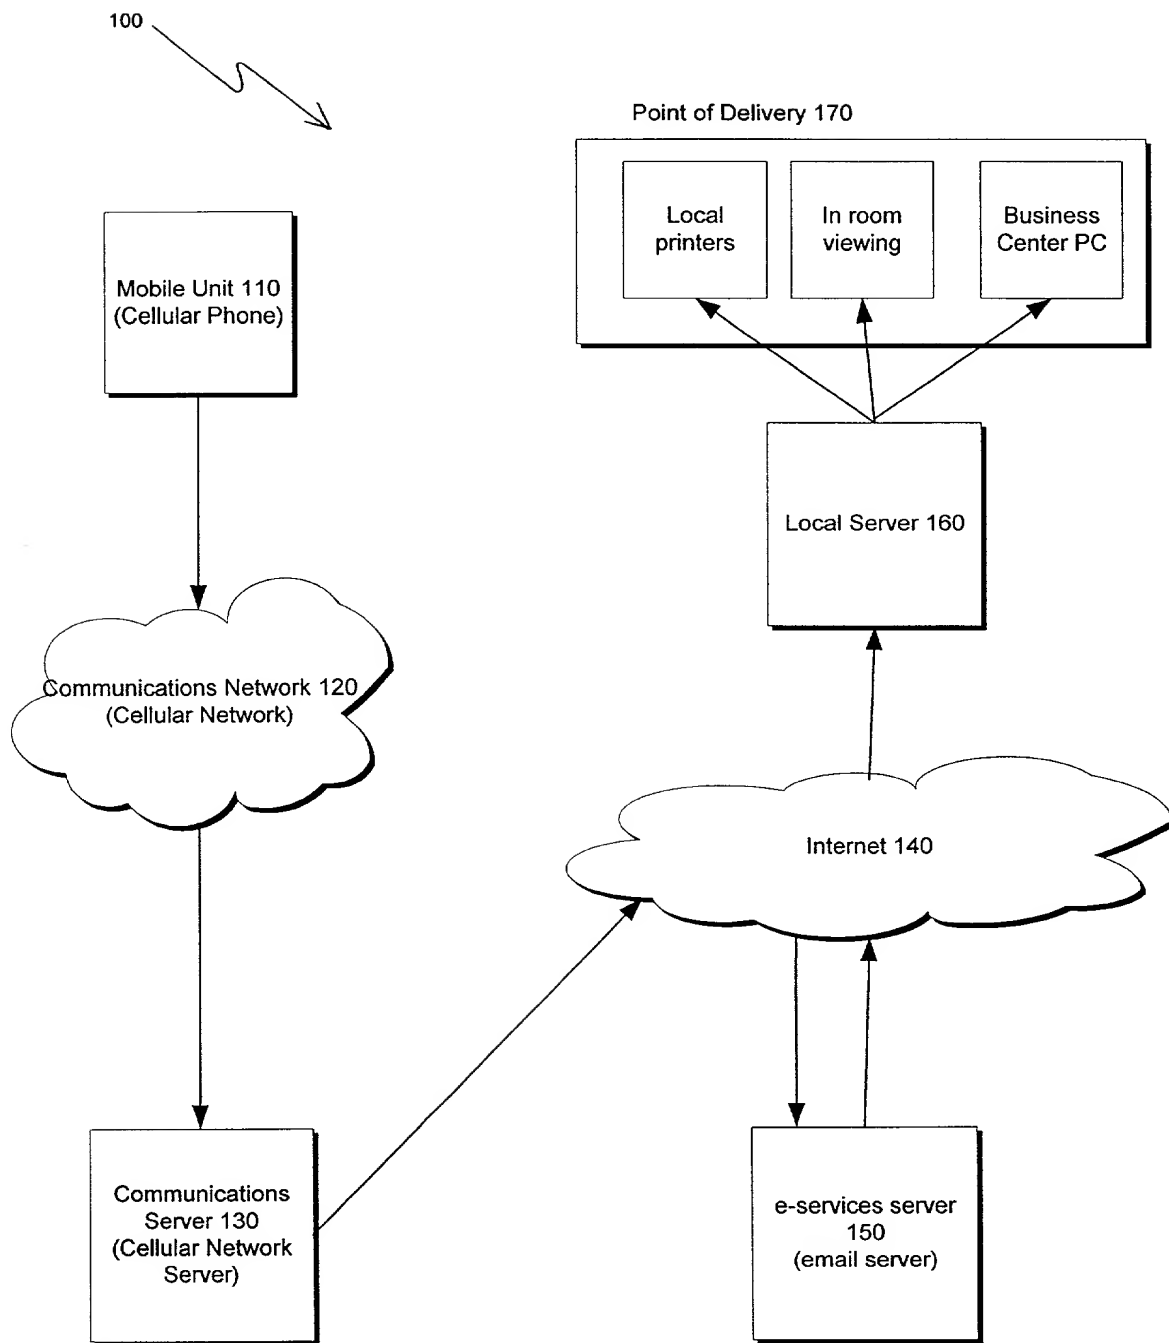 100
Point of Delivery 170
Local
printers
In room
viewing
Business
Center PC
Mobile Unit 110
(Cellular Phone)
Local Server 160
Communications Network 120
(Cellular Network)
Internet 140
Communications
Server 130
(Cellular Network
Server)
e-services server
150
(email server)